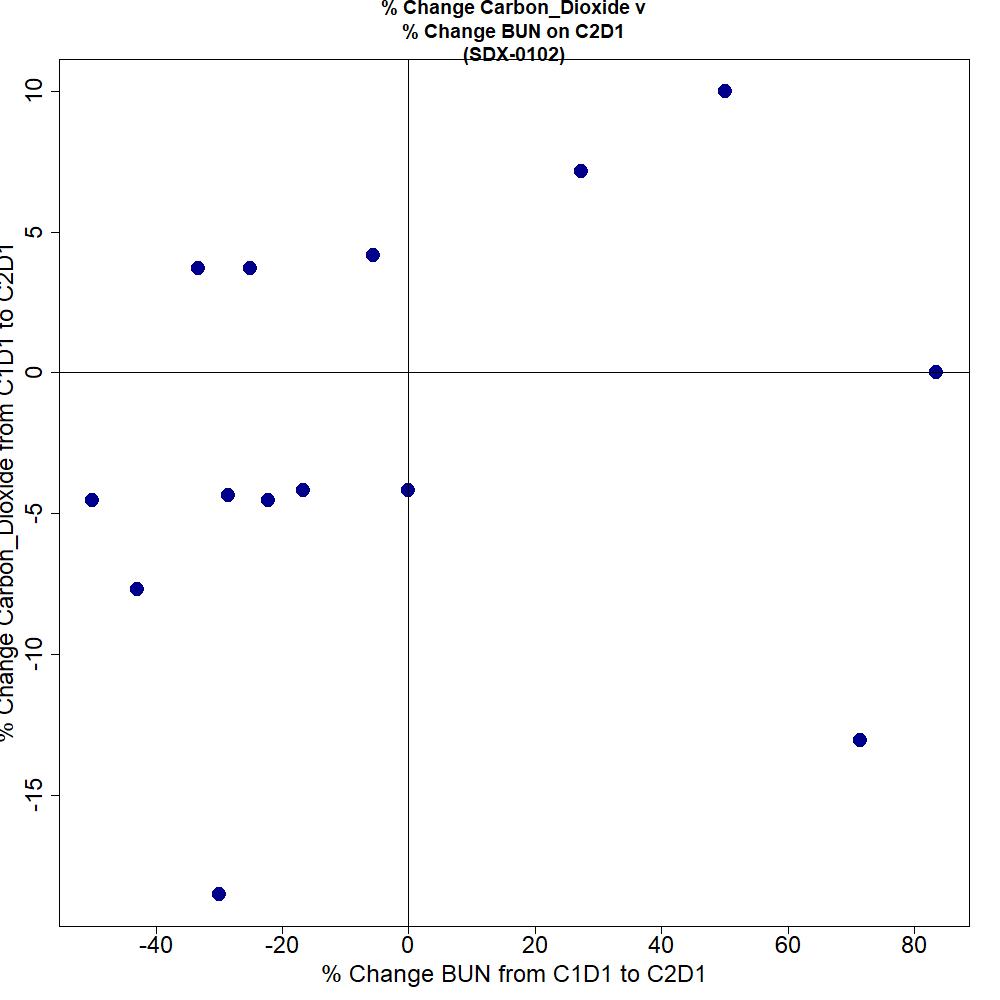 % Change Carbon_Dioxide v
% Change BUN on C2D1
(SDX-0102)
% Change Carbon_Dioxide from C1D1 to C2D1
10
5
0
-5
-10
-15
-40
-20
0
20
40
60
80
% Change BUN from C1D1 to C2D1